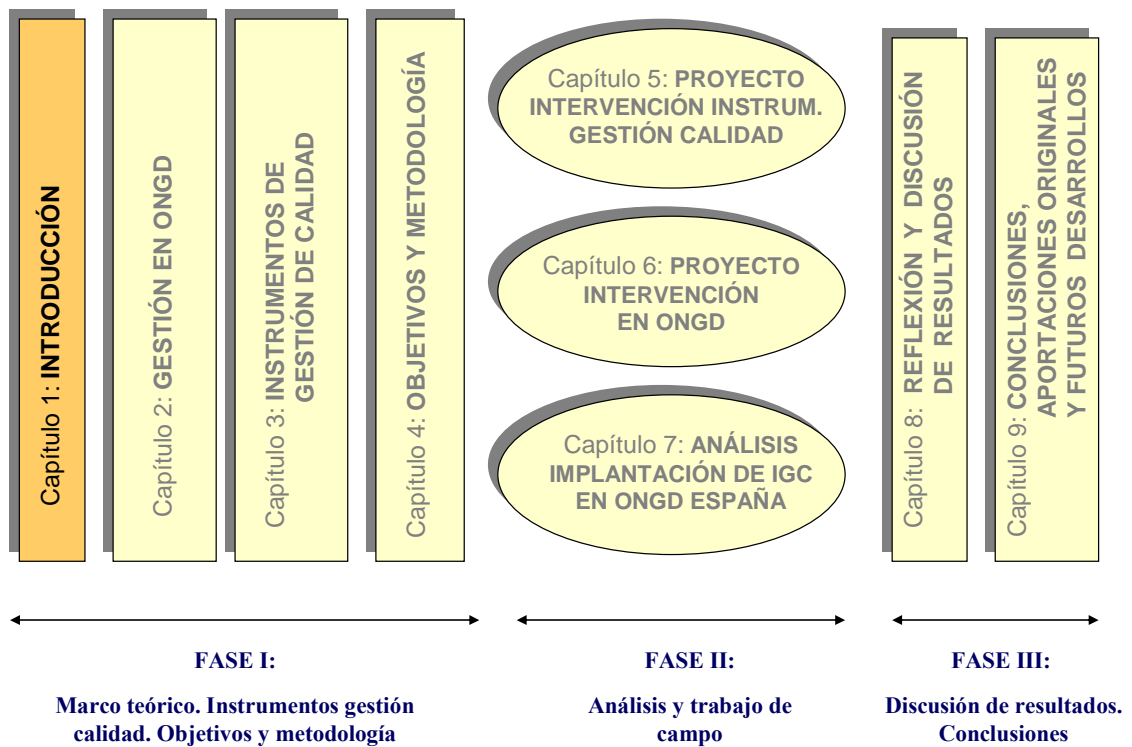 Capítulo 1: INTRODUCCIÓN
Capítulo 2: GESTIÓN EN ONGD
Capítulo 3: INSTRUMENTOS DE
GESTIÓN DE CALIDAD
Capítulo 4: OBJETIVOS Y METODOLOGÍA
Capítulo 5: PROYECTO
INTERVENCIÓN INSTRUM.
GESTIÓN CALIDAD
Capítulo 6: PROYECTO
INTERVENCIÓN
EN ONGD
Capítulo 7: ANÁLISIS
IMPLANTACIÓN DE IGC
EN ONGD ESPAÑA
Capítulo 8: REFLEXIÓN Y DISCUSIÓN
DE RESULTADOS
Capítulo 9: CONCLUSIONES,
APORTACIONES ORIGINALES
Y FUTUROS DESARROLLOS
FASE I:
Marco teórico. Instrumentos gestión
calidad. Objetivos y metodología
FASE II:
Análisis y trabajo de
campo
FASE III:
Discusión de resultados.
Conclusiones